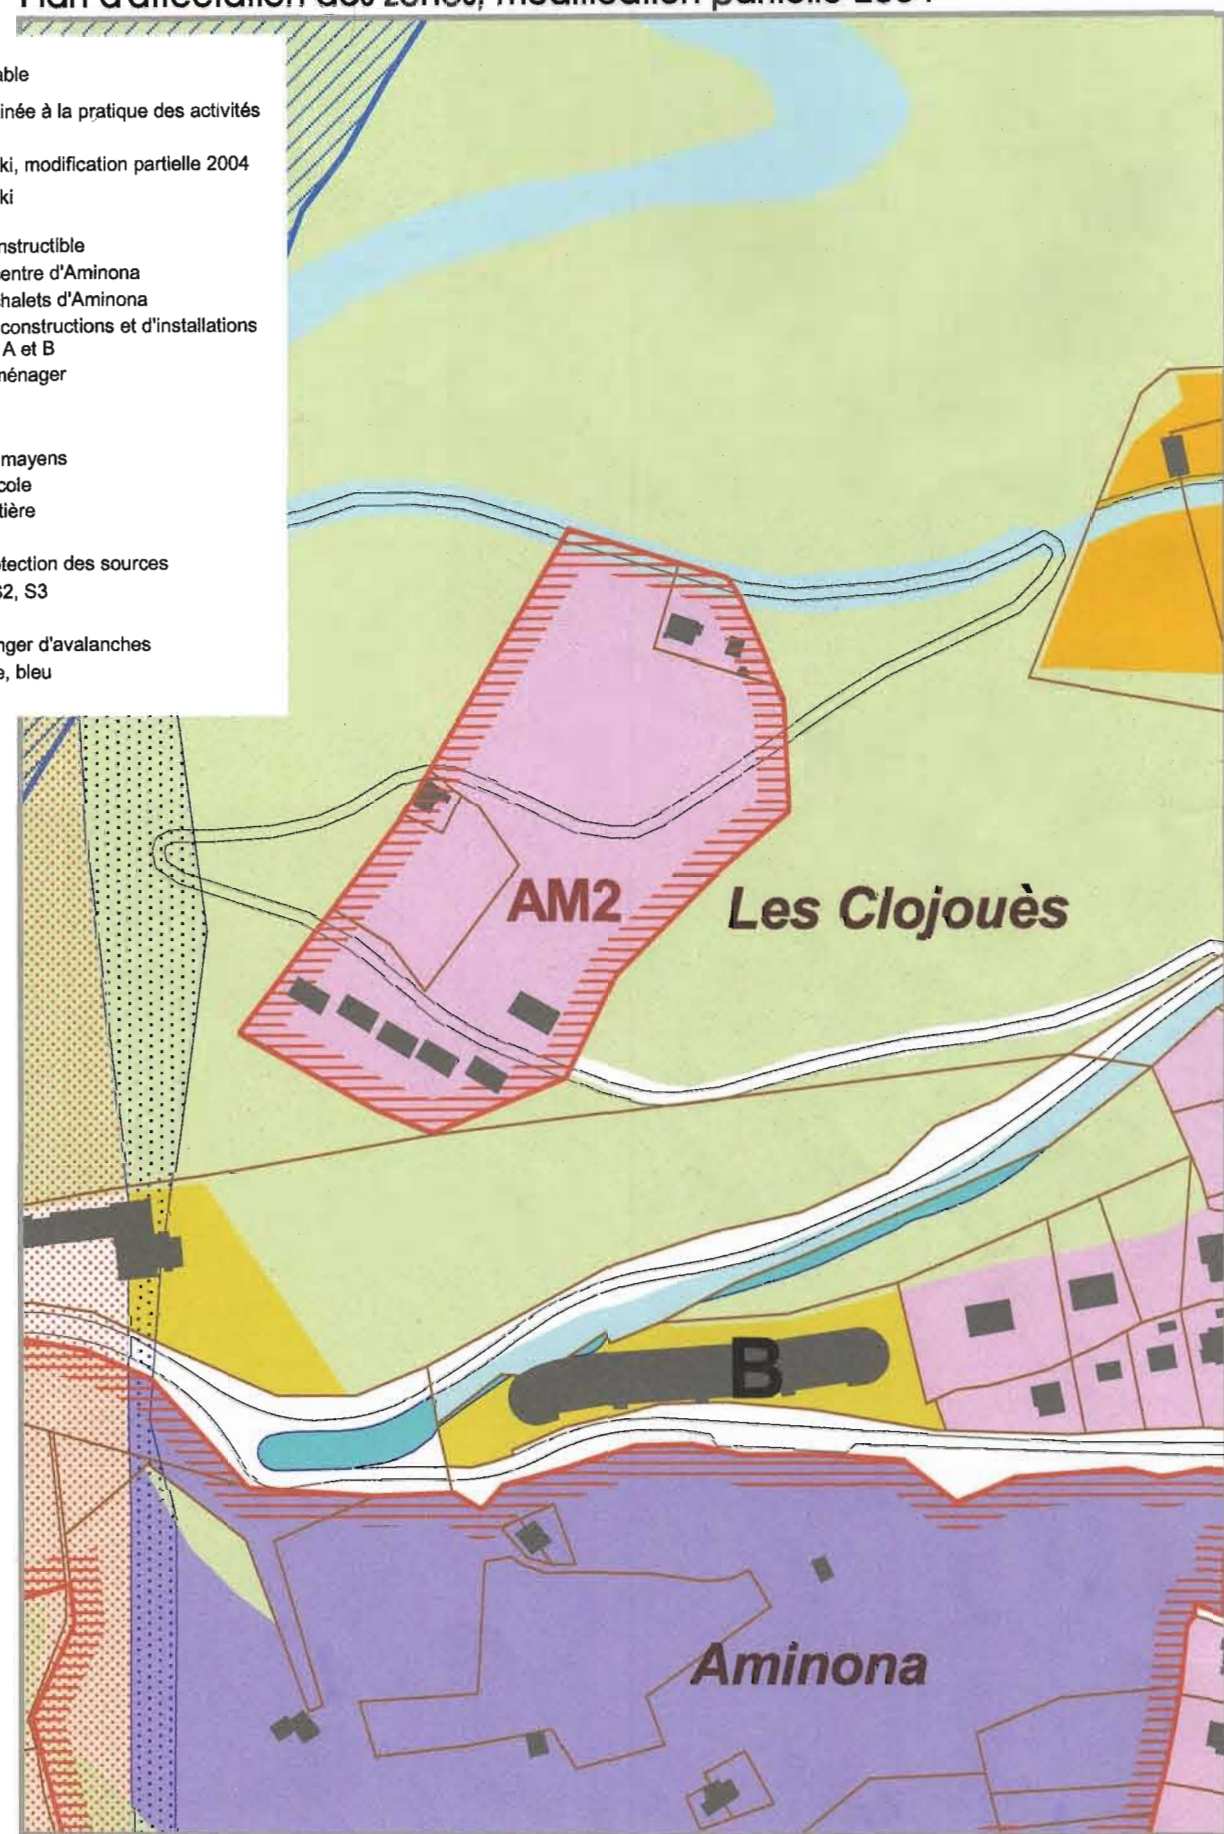 Plan d'affectation des zones, modification partielle 2004
able
inée à la pratique des activités
ki, modification partielle 2004
ki
nstructible
entre d'Aminona
halets d'Aminona
constructions et d'installations
A et B
ménager
mayens
cole
tière
tection des sources
S2, S3
nger d'avalanches
e, bleu
AM2
Les Clojouès
B
Aminona